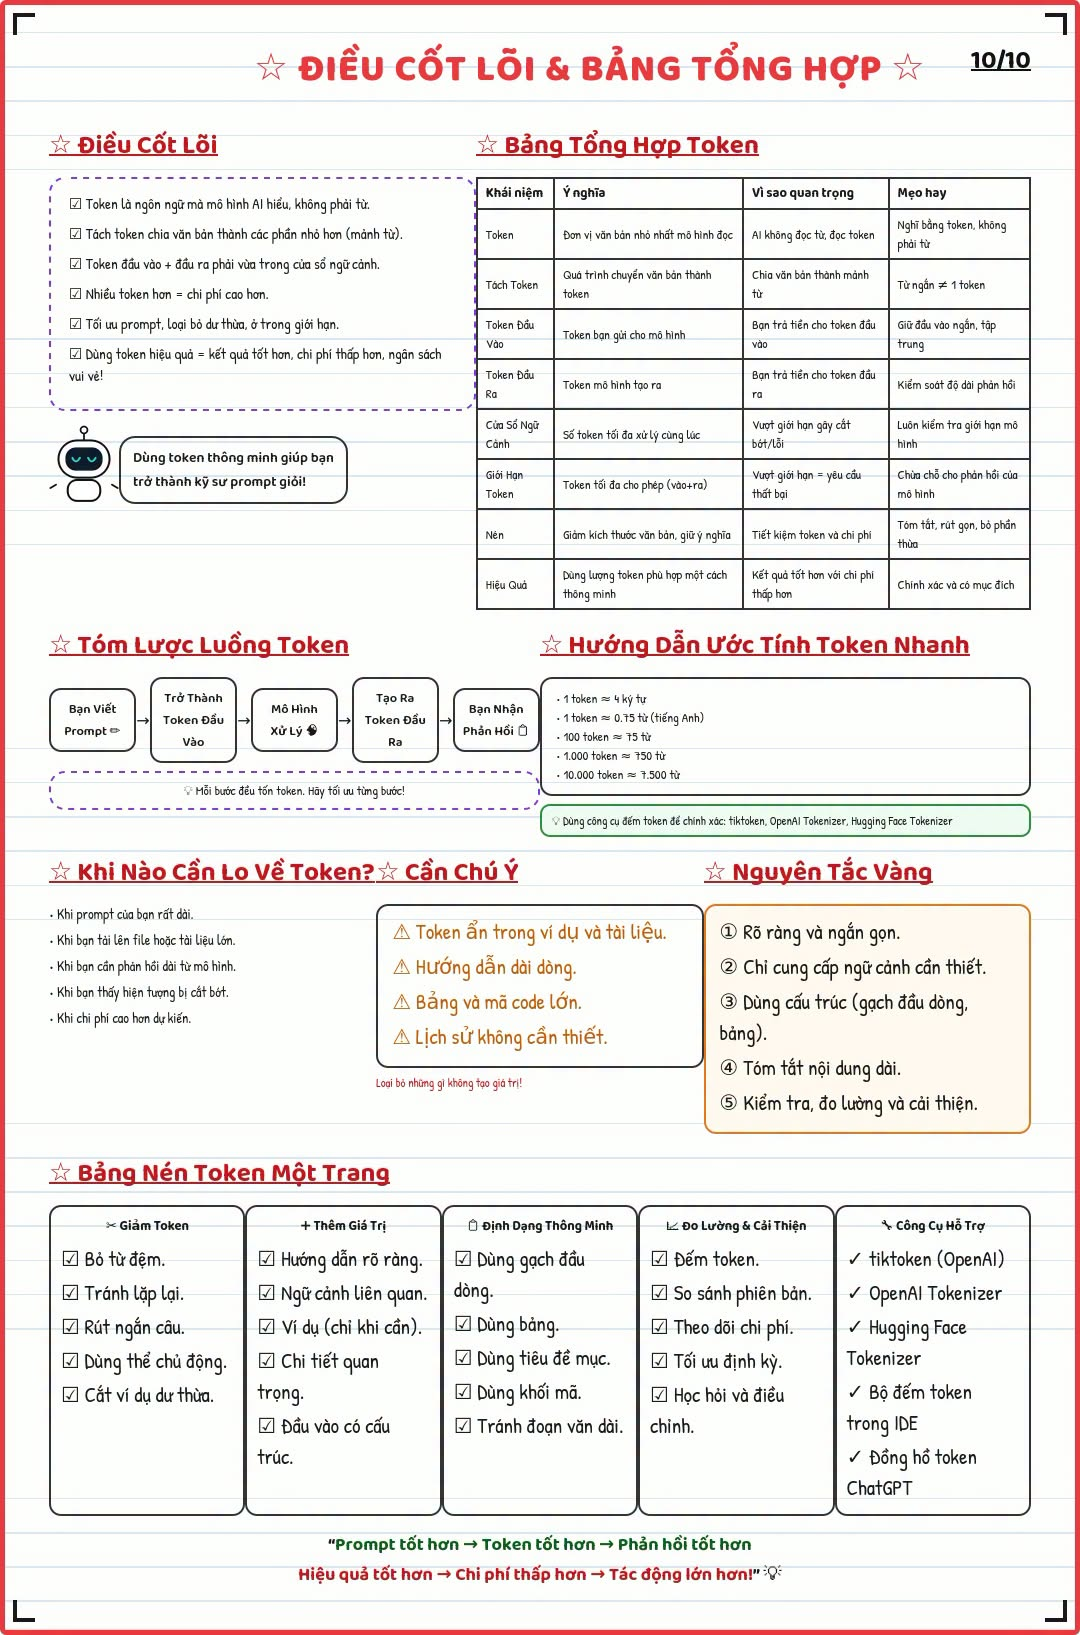 ☆ ĐIỀU CỐT LÕI & BẢNG TỔNG HỢP ☆
10/10
☆ Điều Cốt Lõi
☑ Token là ngôn ngữ mà mô hình AI hiểu, không phải từ.
☑ Tách token chia văn bản thành các phần nhỏ hơn (mảnh từ).
☑ Token đầu vào + đầu ra phải vừa trong cửa sổ ngữ cảnh.
☑ Nhiều token hơn = chi phí cao hơn.
☑ Tối ưu prompt, loại bỏ dư thừa, ở trong giới hạn.
☑ Dùng token hiệu quả = kết quả tốt hơn, chi phí thấp hơn, ngân sách
vui vẻ!
Dùng token thông minh giúp bạn
trở thành kỹ sư prompt giỏi!
☆ Bảng Tổng Hợp Token
Khái niệm	Ý nghĩa	Vì sao quan trọng	Mẹo hay
Token	Đơn vị văn bản nhỏ nhất mô hình đọc	AI không đọc từ, đọc token	Nghĩ bằng token, không
phải từ
Tách Token	Quá trình chuyển văn bản thành
token	Chia văn bản thành mảnh
từ	Từ ngắn ≠ 1 token
Token Đầu
Vào	Token bạn gửi cho mô hình	Bạn trả tiền cho token đầu
vào	Giữ đầu vào ngắn, tập
trung
Token Đầu
Ra	Token mô hình tạo ra	Bạn trả tiền cho token đầu
ra	Kiểm soát độ dài phản hồi
Cửa Sổ Ngữ
Cảnh	Số token tối đa xử lý cùng lúc	Vượt giới hạn gây cắt
bớt/lỗi	Luôn kiểm tra giới hạn mô
hình
Giới Hạn
Token	Token tối đa cho phép (vào+ra)	Vượt giới hạn = yêu cầu
thất bại	Chừa chỗ cho phản hồi của
mô hình
Nén	Giảm kích thước văn bản, giữ ý nghĩa	Tiết kiệm token và chi phí	Tóm tắt, rút gọn, bỏ phần
thừa
Hiệu Quả	Dùng lượng token phù hợp một cách
thông minh	Kết quả tốt hơn với chi phí
thấp hơn	Chính xác và có mục đích
☆ Tóm Lược Luồng Token
Bạn Viết
Prompt ✏
→
Trở Thành
Token Đầu
Vào
→
Mô Hình
Xử Lý 🧠
→
Tạo Ra
Token Đầu
Ra
→
Bạn Nhận
Phản Hồi 📋
💡 Mỗi bước đều tốn token. Hãy tối ưu từng bước!
☆ Hướng Dẫn Ước Tính Token Nhanh
• 1 token ≈ 4 ký tự
• 1 token ≈ 0.75 từ (tiếng Anh)
• 100 token ≈ 75 từ
• 1.000 token ≈ 750 từ
• 10.000 token ≈ 7.500 từ
💡 Dùng công cụ đếm token để chính xác: tiktoken, OpenAI Tokenizer, Hugging Face Tokenizer
☆ Khi Nào Cần Lo Về Token?
• Khi prompt của bạn rất dài.
• Khi bạn tải lên file hoặc tài liệu lớn.
• Khi bạn cần phản hồi dài từ mô hình.
• Khi bạn thấy hiện tượng bị cắt bớt.
• Khi chi phí cao hơn dự kiến.
☆ Cần Chú Ý
⚠ Token ẩn trong ví dụ và tài liệu.
⚠ Hướng dẫn dài dòng.
⚠ Bảng và mã code lớn.
⚠ Lịch sử không cần thiết.
Loại bỏ những gì không tạo giá trị!
☆ Nguyên Tắc Vàng
① Rõ ràng và ngắn gọn.
② Chỉ cung cấp ngữ cảnh cần thiết.
③ Dùng cấu trúc (gạch đầu dòng,
bảng).
④ Tóm tắt nội dung dài.
⑤ Kiểm tra, đo lường và cải thiện.
☆ Bảng Nén Token Một Trang
✂ Giảm Token
☑ Bỏ từ đệm.
☑ Tránh lặp lại.
☑ Rút ngắn câu.
☑ Dùng thể chủ động.
☑ Cắt ví dụ dư thừa.
➕ Thêm Giá Trị
☑ Hướng dẫn rõ ràng.
☑ Ngữ cảnh liên quan.
☑ Ví dụ (chỉ khi cần).
☑ Chi tiết quan
trọng.
☑ Đầu vào có cấu
trúc.
📋 Định Dạng Thông Minh
☑ Dùng gạch đầu
dòng.
☑ Dùng bảng.
☑ Dùng tiêu đề mục.
☑ Dùng khối mã.
☑ Tránh đoạn văn dài.
📈 Đo Lường & Cải Thiện
☑ Đếm token.
☑ So sánh phiên bản.
☑ Theo dõi chi phí.
☑ Tối ưu định kỳ.
☑ Học hỏi và điều
chỉnh.
🔧 Công Cụ Hỗ Trợ
✓ tiktoken (OpenAI)
✓ OpenAI Tokenizer
✓ Hugging Face
Tokenizer
✓ Bộ đếm token
trong IDE
✓ Đồng hồ token
ChatGPT
“Prompt tốt hơn → Token tốt hơn → Phản hồi tốt hơn
Hiệu quả tốt hơn → Chi phí thấp hơn → Tác động lớn hơn!” 💡